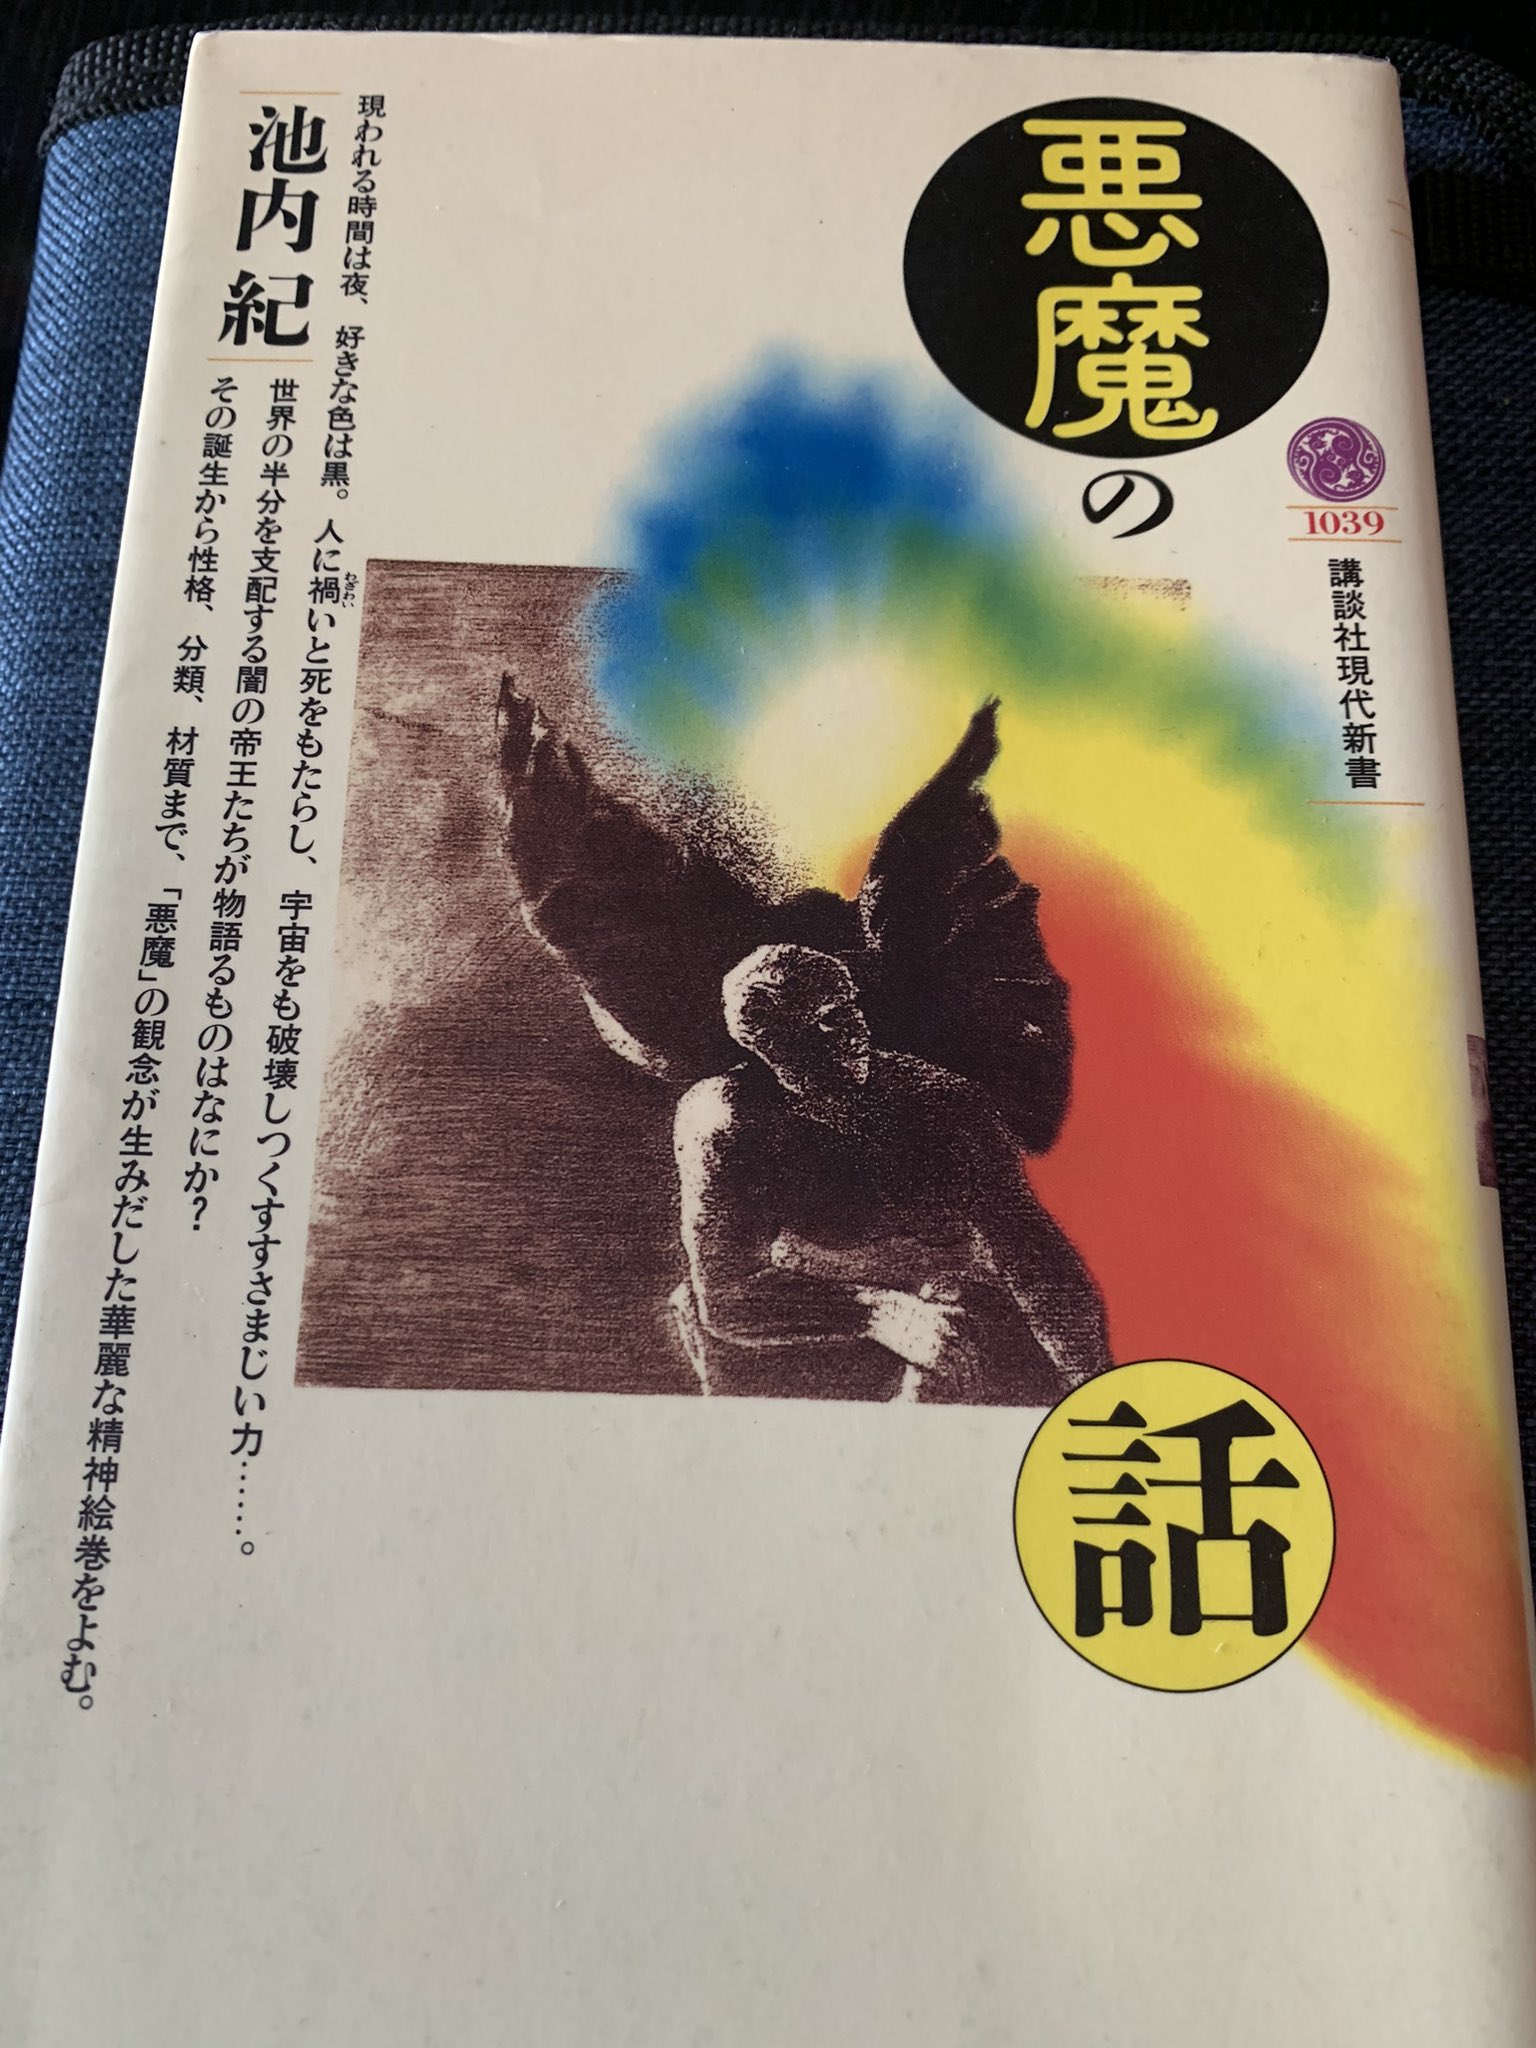 悪魔の
話
1039
講談社現代新書
現われる時間は夜、好きな色は黒。人に禍いと死をもたらし、宇宙をも破壊しつくすすさまじい力……。
わざわい
世界の半分を支配する闇の帝王たちが物語るものはなにか?
その誕生から性格、分類、材質まで、「悪魔」の観念が生みだした華麗な精神絵巻をよむ。
池内 紀